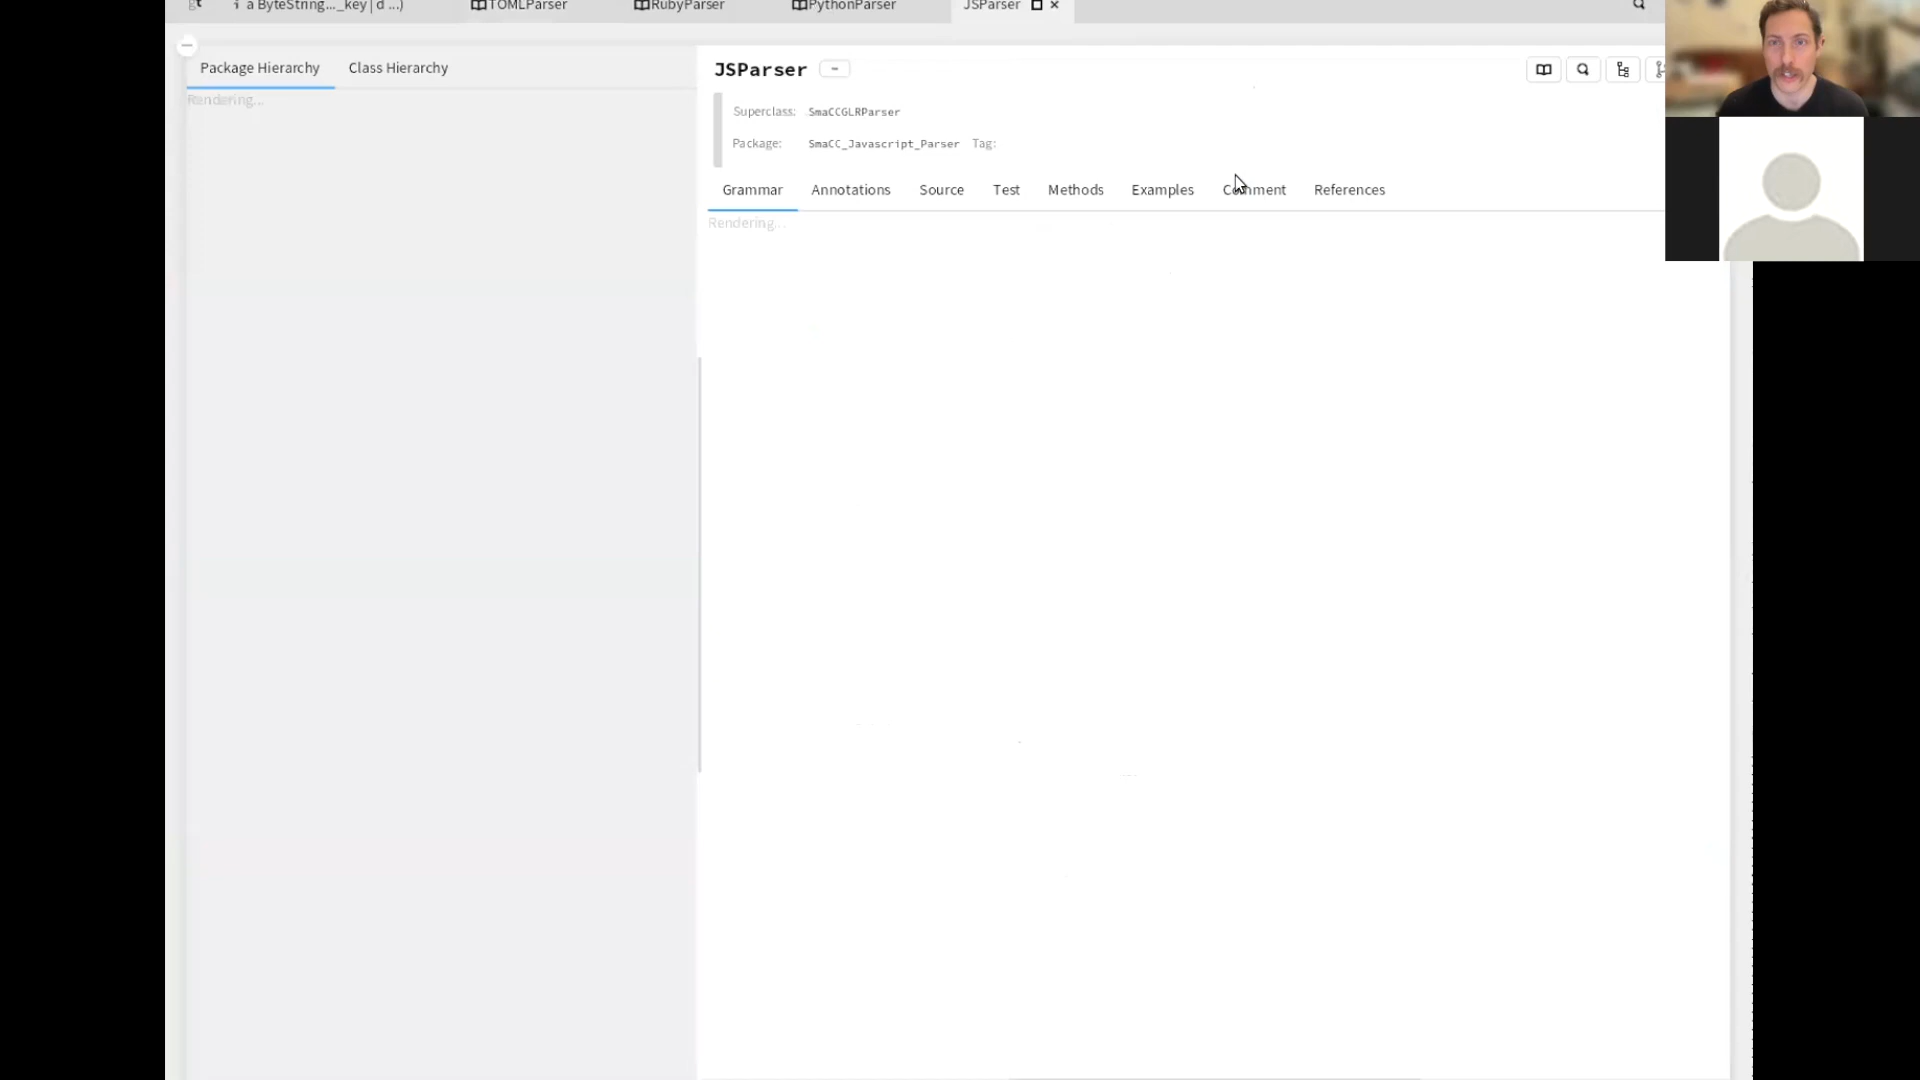 gt i a ByteString..._key | d ...) TOMLParser RubyParser PythonParser JSParser
Package Hierarchy Class Hierarchy
Rendering...
JSParser
Superclass: SmaCCGLRParser
Package: SmaCC_Javascript_Parser Tag:
Grammar Annotations Source Test Methods Examples Comment References
Rendering...